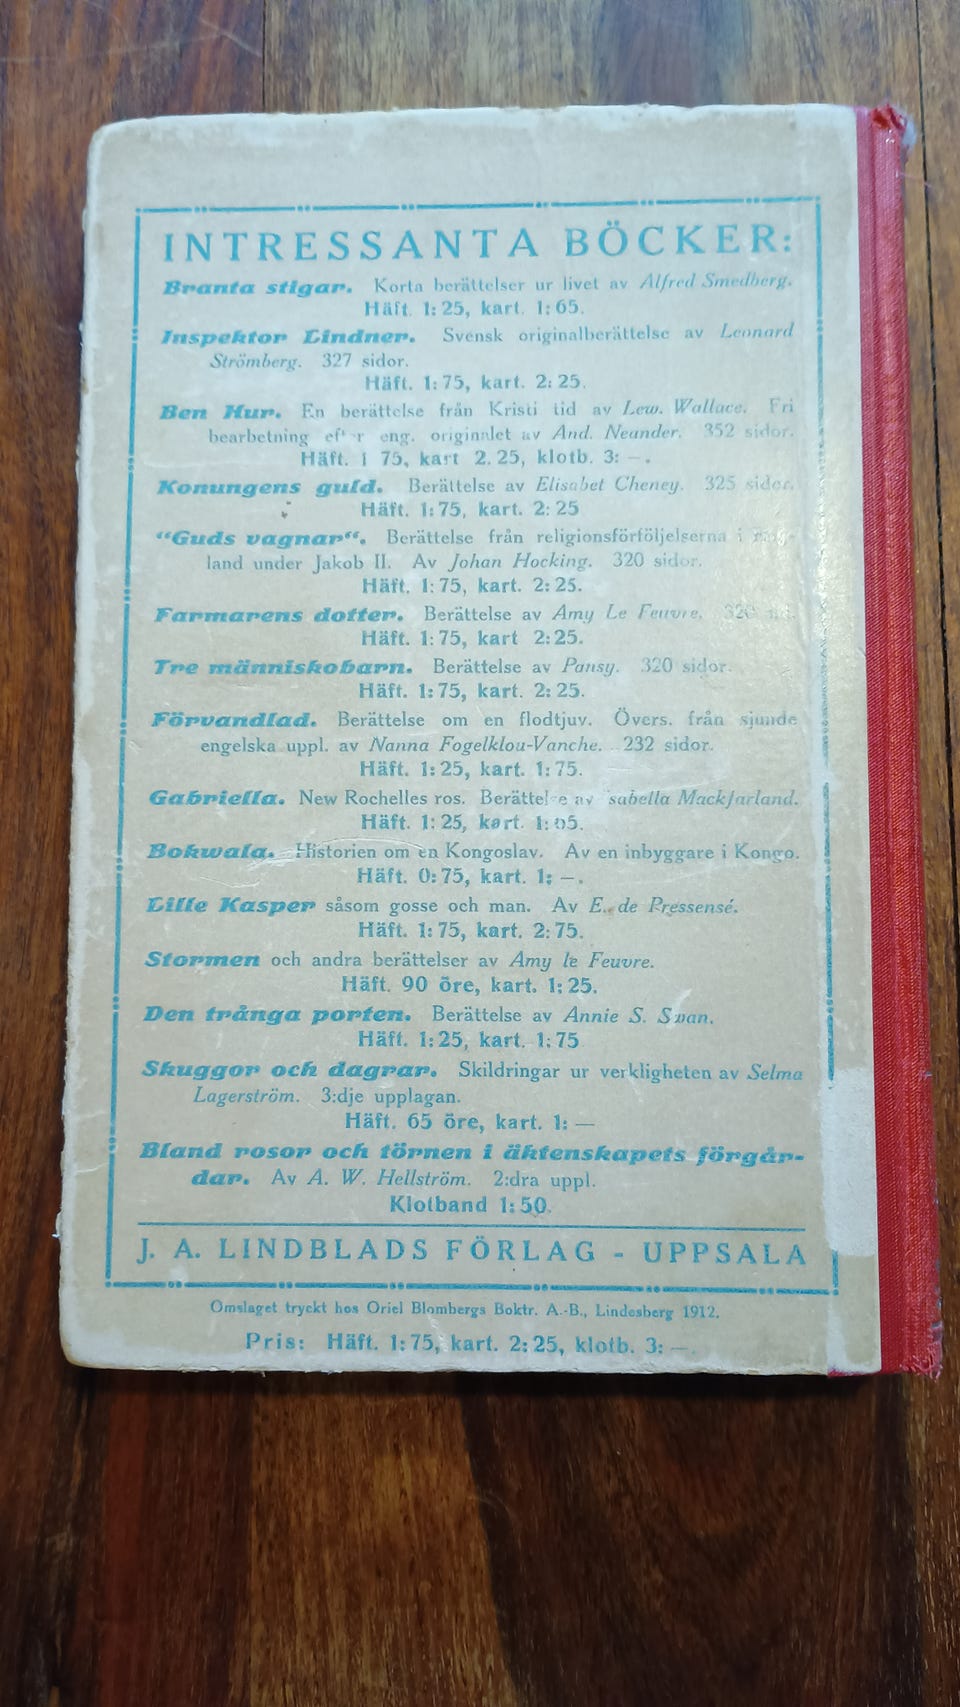 INTRESSANTA BÖCKER:
Branta stigar. Korta berättelser ur livet av Alfred Smedberg.
Häft. 1:25, kart. 1:65.
Inspektor Lindner. Svensk originalberättelse av Leonard
Strömberg. 327 sidor.
Häft. 1:75, kart. 2:25.
Ben Hur. En berättelse från Kristi tid av Lew. Wallace. Fri
bearbetning efter eng. originalet av And. Neander. 352 sidor.
Häft. 1 75, kart 2.25, klotb. 3: —.
Konungens guld. Berättelse av Elisabet Cheney. 325 sidor.
Häft. 1:75, kart. 2:25
“Guds vagnar“. Berättelse från religionsförföljelserna i Eng-
land under Jakob II. Av Johan Hocking. 320 sidor.
Häft. 1:75, kart. 2:25.
Farmarens dotter. Berättelse av Amy Le Feuvre. 320
Häft. 1:75, kart 2:25.
Tre människobarn. Berättelse av Pansy. 320 sidor.
Häft. 1:75, kart. 2:25.
Förvandlad. Berättelse om en flodtjuv. Övers. från sjunde
engelska uppl. av Nanna Fogelklou-Vanche. 232 sidor.
Häft. 1:25, kart. 1:75.
Gabriella. New Rochelles ros. Berättelse av Isabella Mackfarland.
Häft. 1:25, kart.
Bokwala. Historien om en Kongoslav. Av en inbyggare i Kongo.
Häft. 0:75, kart. 1: —.
Lille Kasper såsom gosse och man. Av E. de Pressensé.
Häft. 1:75, kart. 2:75.
Stormen och andra berättelser av Amy le Feuvre.
Häft. 90 öre, kart. 1:25.
Den trånga porten. Berättelse av Annie S. Swan.
Häft. 1:25, kart. 1:75
Skuggor och dagrar. Skildringar ur verkligheten av Selma
Lagerström. 3:dje upplagan.
Häft. 65 öre, kart. 1: —
Bland rosor och törnen i äktenskapets förgår-
dar. Av A. W. Hellström. 2:dra uppl.
Klotband 1:50.
J. A. LINDBLADS FÖRLAG - UPPSALA
Omslaget tryckt hos Oriel Blombergs Boktr. A.-B., Lindesberg 1912.
Pris: Häft. 1:75, kart. 2:25, klotb. 3: —.